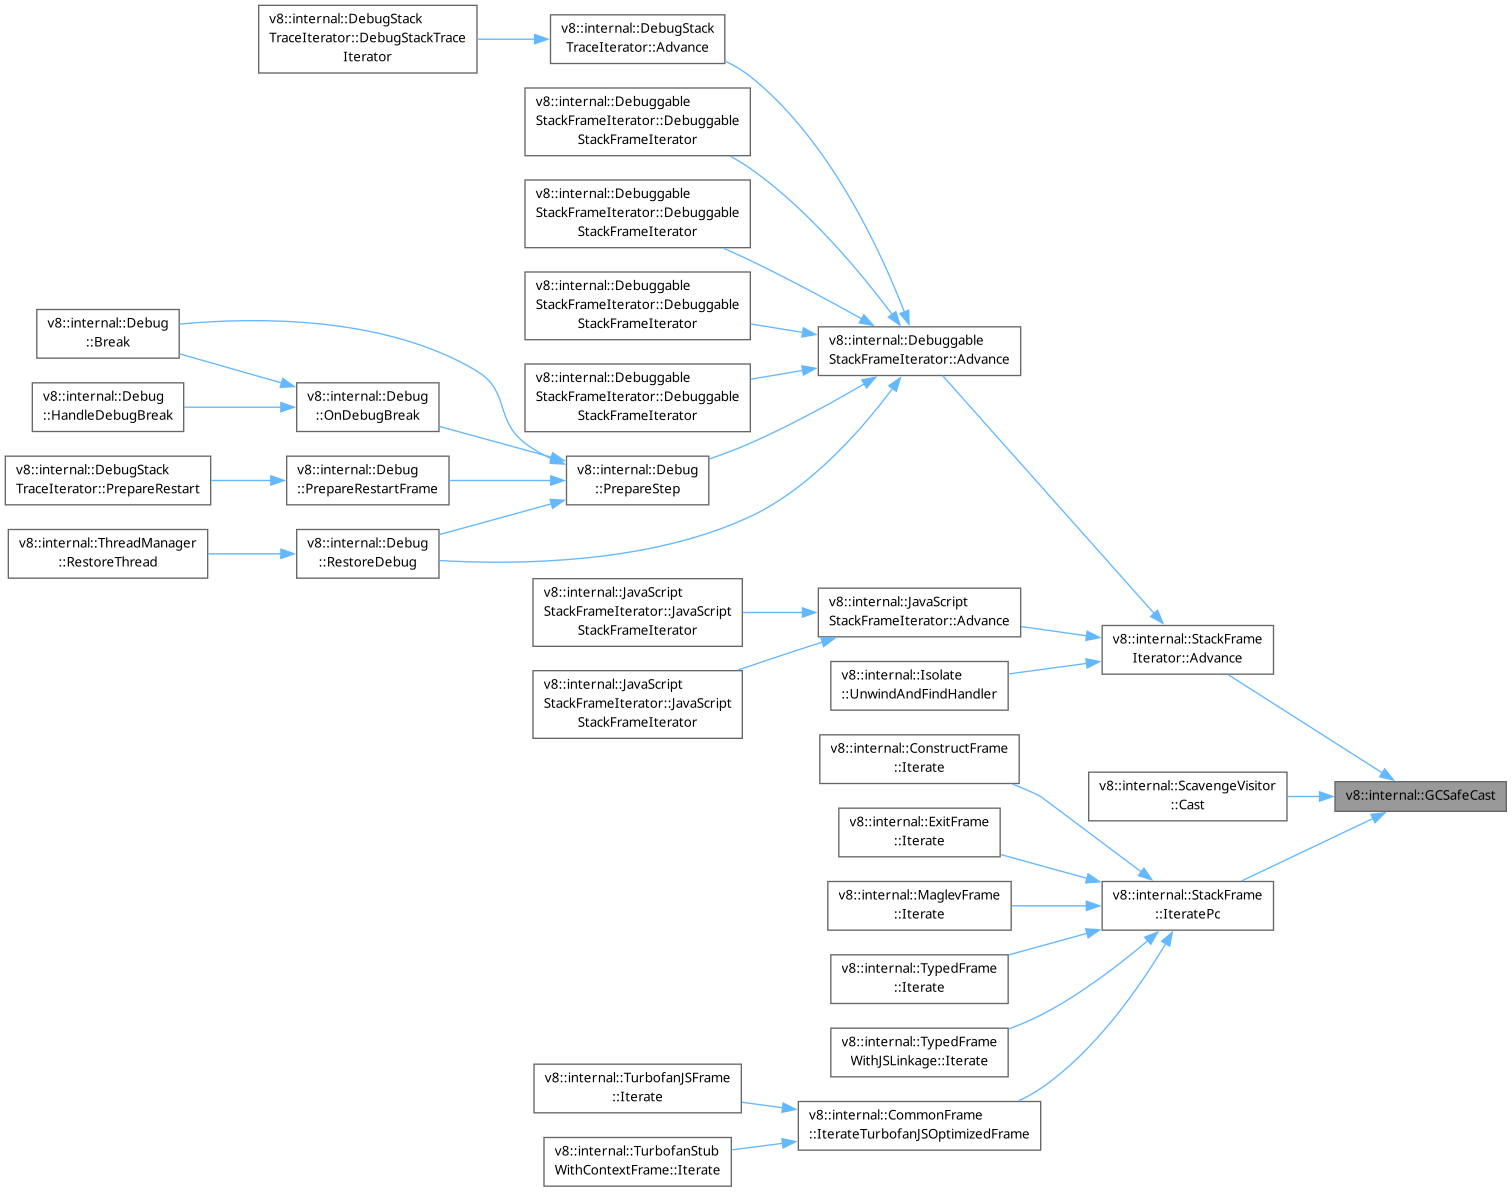 v8::internal::DebugStack
TraceIterator::DebugStackTrace
Iterator
v8::internal::DebugStack
TraceIterator::Advance
v8::internal::Debuggable
StackFrameIterator::Debuggable
StackFrameIterator
v8::internal::Debuggable
StackFrameIterator::Debuggable
StackFrameIterator
v8::internal::Debuggable
StackFrameIterator::Debuggable
StackFrameIterator
v8::internal::Debuggable
StackFrameIterator::Debuggable
StackFrameIterator
v8::internal::Debuggable
StackFrameIterator::Advance
v8::internal::Debug
::Break
v8::internal::Debug
::HandleDebugBreak
v8::internal::Debug
::OnDebugBreak
v8::internal::DebugStack
TraceIterator::PrepareRestart
v8::internal::Debug
::PrepareRestartFrame
v8::internal::Debug
::PrepareStep
v8::internal::ThreadManager
::RestoreThread
v8::internal::Debug
::RestoreDebug
v8::internal::JavaScript
StackFrameIterator::JavaScript
StackFrameIterator
v8::internal::JavaScript
StackFrameIterator::JavaScript
StackFrameIterator
v8::internal::JavaScript
StackFrameIterator::Advance
v8::internal::Isolate
::UnwindAndFindHandler
v8::internal::StackFrame
Iterator::Advance
v8::internal::ConstructFrame
::Iterate
v8::internal::ScavengeVisitor
::Cast
v8::internal::GCSafeCast
v8::internal::ExitFrame
::Iterate
v8::internal::MaglevFrame
::Iterate
v8::internal::StackFrame
::IteratePc
v8::internal::TypedFrame
::Iterate
v8::internal::TypedFrame
WithJSLinkage::Iterate
v8::internal::TurbofanJSFrame
::Iterate
v8::internal::TurbofanStub
WithContextFrame::Iterate
v8::internal::CommonFrame
::IterateTurbofanJSOptimizedFrame